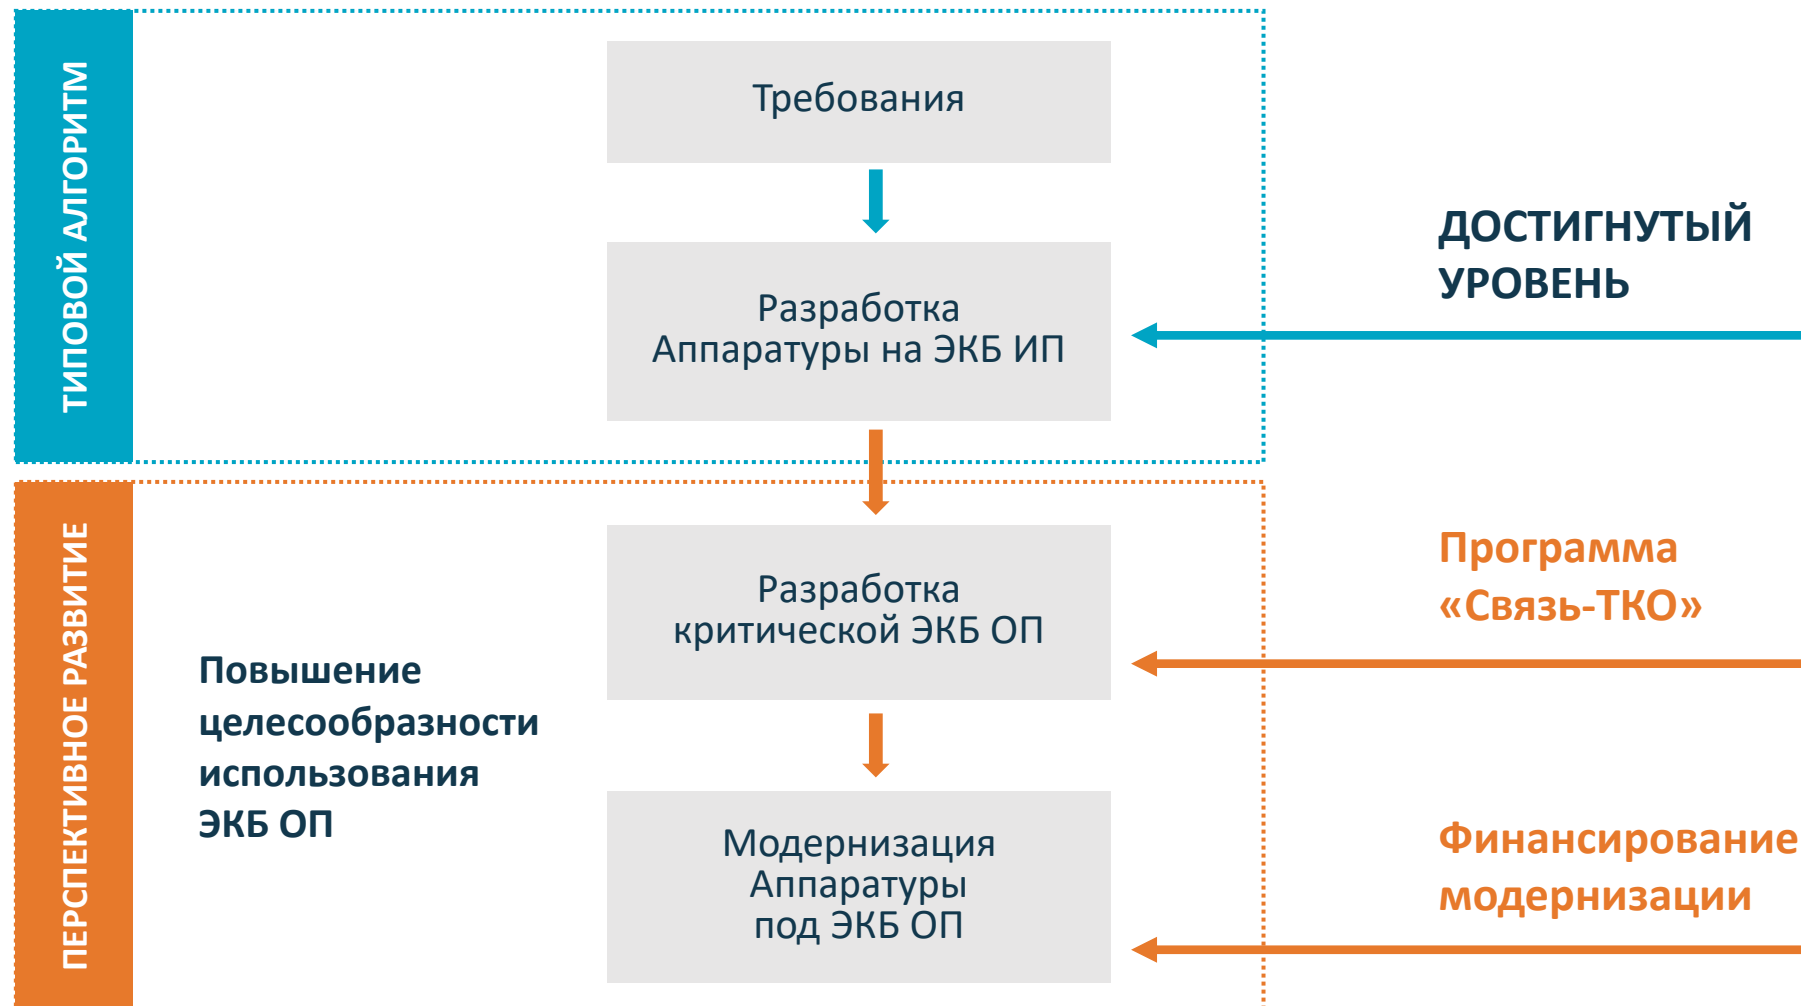 ТИПОВОЙ АЛГОРИТМ
Требования
Разработка
Аппаратуры на ЭКБ ИП
ДОСТИГНУТЫЙ
УРОВЕНЬ
ПЕРСПЕКТИВНОЕ РАЗВИТИЕ
Повышение
целесообразности
использования
ЭКБ ОП
Разработка
критической ЭКБ ОП
Программа
«Связь-ТКО»
Модернизация
Аппаратуры
под ЭКБ ОП
Финансирование
модернизации